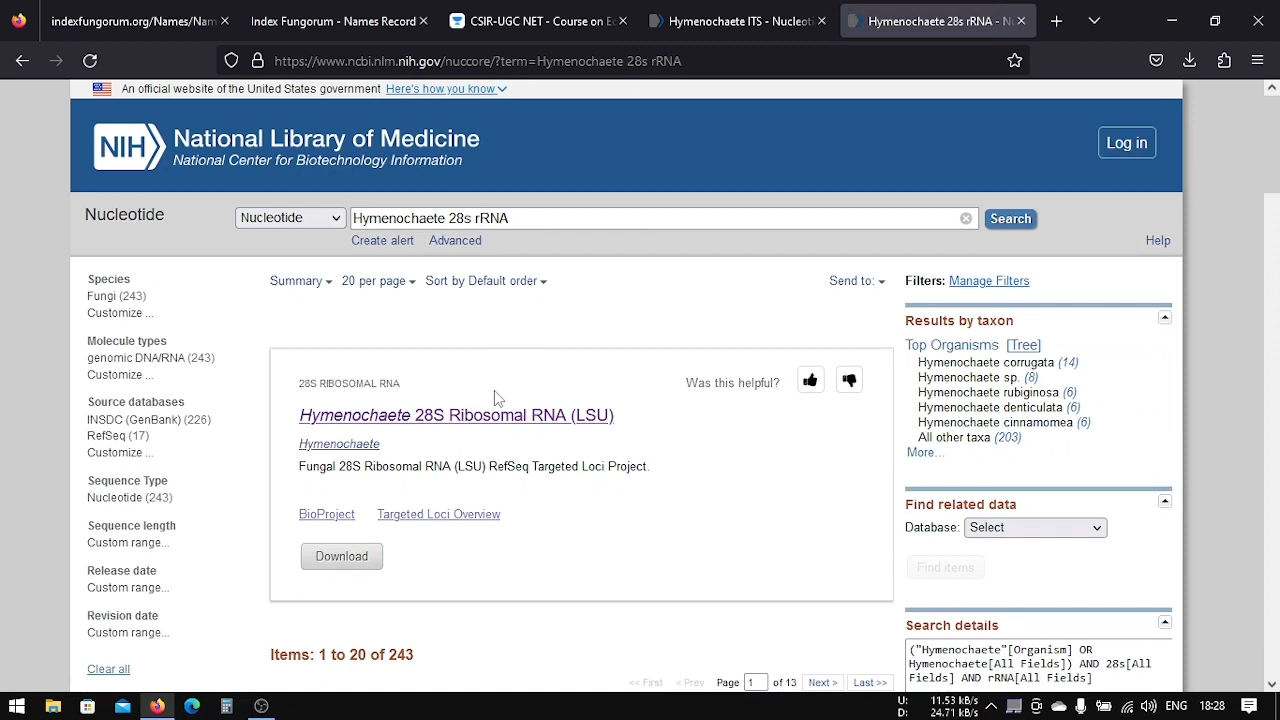 indexfungorum.org/Names/Nam
Index Fungorum - Names Record
CSIR-UGC NET - Course on Ec
Hymenochaete ITS - Nucleoti
Hymenochaete 28s rRNA - Nu
https://www.ncbi.nlm.nih.gov/nuccore/?term=Hymenochaete 28s rRNA
An official website of the United States government Here's how you know
NIH National Library of Medicine
National Center for Biotechnology Information
Log in
Nucleotide
Nucleotide
Hymenochaete 28s rRNA
Search
Create alert Advanced
Help
Species
Fungi (243)
Customize ...
Molecule types
genomic DNA/RNA (243)
Customize ...
Source databases
INSDC (GenBank) (226)
RefSeq (17)
Customize ...
Sequence Type
Nucleotide (243)
Sequence length
Custom range...
Release date
Custom range...
Revision date
Custom range...
Clear all
Summary 20 per page Sort by Default order
Send to:
28S RIBOSOMAL RNA
Was this helpful?
Hymenochaete 28S Ribosomal RNA (LSU)
Hymenochaete
Fungal 28S Ribosomal RNA (LSU) RefSeq Targeted Loci Project.
BioProject Targeted Loci Overview
Download
Items: 1 to 20 of 243
<< First < Prev Page 1 of 13 Next > Last >>
Filters: Manage Filters
Results by taxon
Top Organisms [Tree]
Hymenochaete corrugata (14)
Hymenochaete sp. (8)
Hymenochaete rubiginosa (6)
Hymenochaete denticulata (6)
Hymenochaete cinnamomea (6)
All other taxa (203)
More...
Find related data
Database: Select
Find items
Search details
("Hymenochaete"[Organism] OR
Hymenochaete[All Fields]) AND 28s[All
Fields] AND rRNA[All Fields]
U: 11.53 kB/s
D: 24.71 kB/s
ENG
18:28